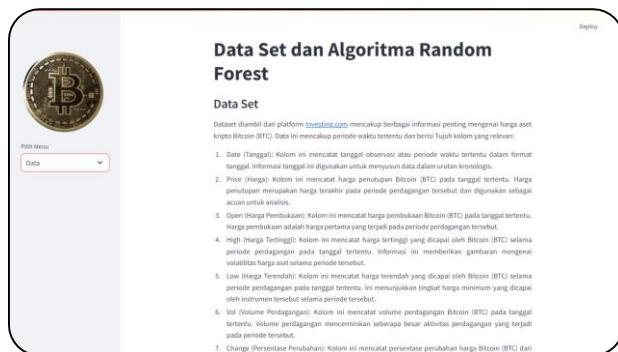 Deploy
Pilih Menu
Data
Data Set dan Algoritma Random
Forest
Data Set
Dataset diambil dari platform Investing.com mencakup berbagai informasi penting mengenai harga aset
kripto Bitcoin (BTC). Data ini mencakup periode waktu tertentu dan berisi Tujuh kolom yang relevan:
1. Date (Tanggal): Kolom ini mencatat tanggal observasi atau periode waktu tertentu dalam format
tanggal. Informasi tanggal ini digunakan untuk menyusun data dalam urutan kronologis.
2. Price (Harga): Kolom ini mencatat harga penutupan Bitcoin (BTC) pada tanggal tertentu. Harga
penutupan merupakan harga terakhir pada periode perdagangan tersebut dan digunakan sebagai
acuan untuk analisis.
3. Open (Harga Pembukaan): Kolom ini mencatat harga pembukaan Bitcoin (BTC) pada tanggal tertentu.
Harga pembukaan adalah harga pertama yang terjadi pada periode perdagangan tersebut.
4. High (Harga Tertinggi): Kolom ini mencatat harga tertinggi yang dicapai oleh Bitcoin (BTC) selama
periode perdagangan pada tanggal tertentu. Informasi ini memberikan gambaran mengenai
volatilitas harga aset selama periode tersebut.
5. Low (Harga Terendah): Kolom ini mencatat harga terendah yang dicapai oleh Bitcoin (BTC) selama
periode perdagangan pada tanggal tertentu. Ini menunjukkan tingkat harga minimum yang dicapai
oleh instrumen tersebut selama periode tersebut.
6. Vol (Volume Perdagangan): Kolom ini mencatat volume perdagangan Bitcoin (BTC) pada tanggal
tertentu. Volume perdagangan mencerminkan seberapa besar aktivitas perdagangan yang terjadi
pada periode tersebut.
7. Change (Persentase Perubahan): Kolom ini mencatat persentase perubahan harga Bitcoin (BTC) dari